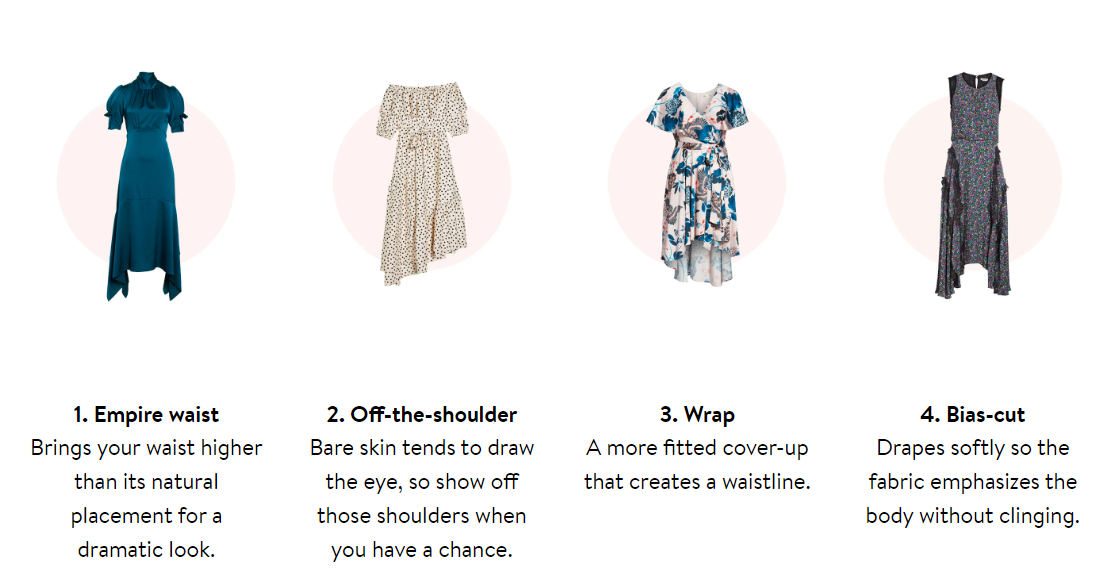 1. Empire waist
Brings your waist higher
than its natural
placement for a
dramatic look.
2. Off-the-shoulder
Bare skin tends to draw
the eye, so show off
those shoulders when
you have a chance.
3. Wrap
A more fitted cover-up
that creates a waistline.
4. Bias-cut
Drapes softly so the
fabric emphasizes the
body without clinging.